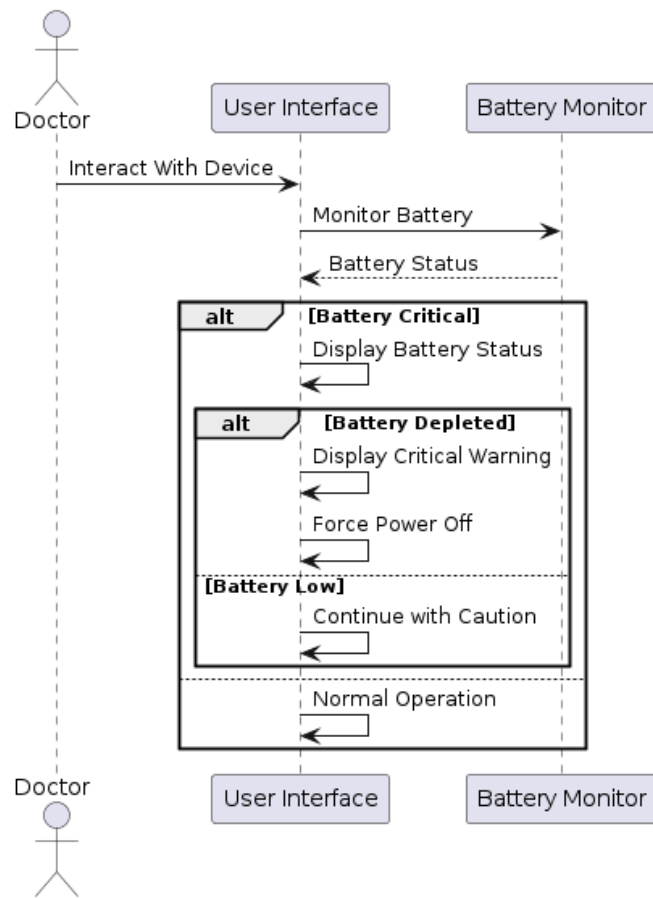 Doctor
User Interface
Battery Monitor
Interact With Device
Monitor Battery
Battery Status
alt
[Battery Critical]
Display Battery Status
alt
[Battery Depleted]
Display Critical Warning
Force Power Off
[Battery Low]
Continue with Caution
Normal Operation
Doctor
User Interface
Battery Monitor